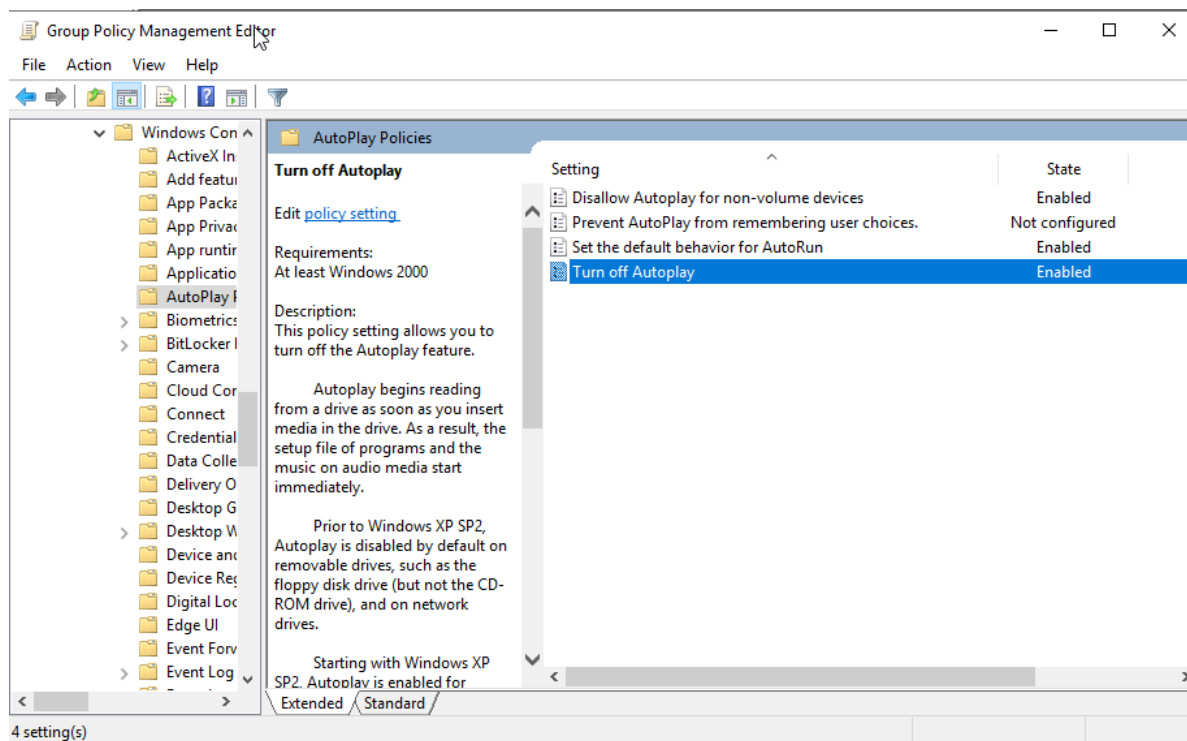 Group Policy Management Editor
File Action View Help
Windows Con
ActiveX In
Add featu
App Packa
App Privac
App runtir
Applicatio
AutoPlay P
Biometrics
BitLocker
Camera
Cloud Cor
Connect
Credential
Data Colle
Delivery O
Desktop G
Desktop W
Device and
Device Reg
Digital Loc
Edge UI
Event Forw
Event Log
AutoPlay Policies
Turn off Autoplay
Edit policy setting
Requirements:
At least Windows 2000
Description:
This policy setting allows you to
turn off the Autoplay feature.
Autoplay begins reading
from a drive as soon as you insert
media in the drive. As a result, the
setup file of programs and the
music on audio media start
immediately.
Prior to Windows XP SP2,
Autoplay is disabled by default on
removable drives, such as the
floppy disk drive (but not the CD-
ROM drive), and on network
drives.
Starting with Windows XP
SP2, Autoplay is enabled for
Setting State
Disallow Autoplay for non-volume devices Enabled
Prevent AutoPlay from remembering user choices. Not configured
Set the default behavior for AutoRun Enabled
Turn off Autoplay Enabled
Extended Standard
4 setting(s)